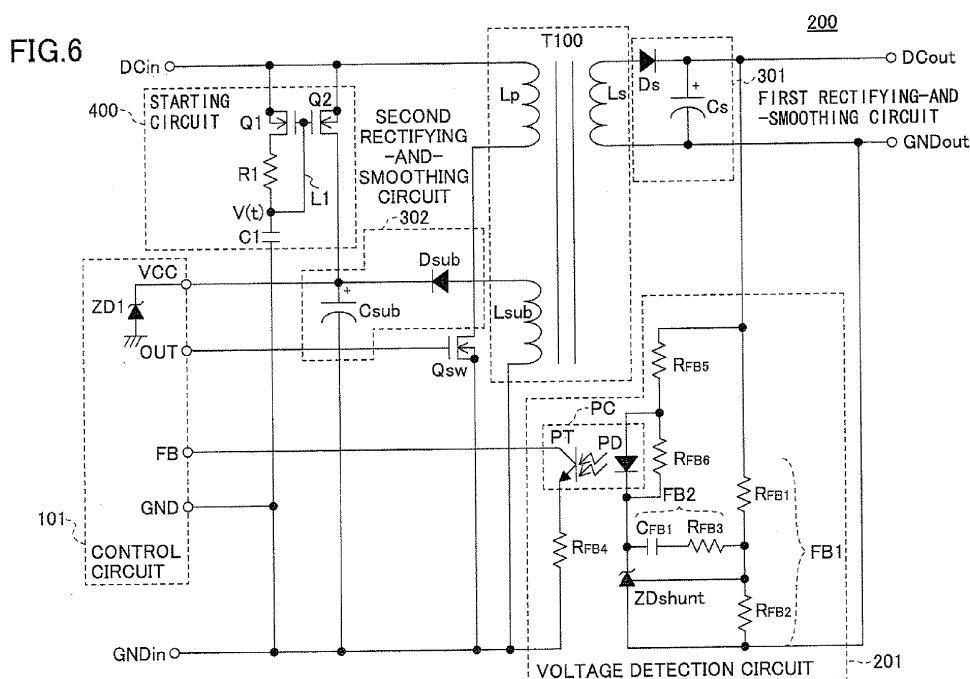 200
FIG.6
T100
DCin
DCout
301
Ds
Cs
+
Lp
Ls
400
STARTING
CIRCUIT
Q1
Q2
SECOND
RECTIFYING
-AND-
SMOOTHING
CIRCUIT
302
FIRST RECTIFYING-AND
-SMOOTHING CIRCUIT
GNDout
R1
L1
V(t)
C1
VCC
ZD1
Dsub
+
Csub
Lsub
OUT
Qsw
RFB5
PC
PT
PD
FB
RFB6
FB2
CFB1
RFB3
RFB1
GND
101
CONTROL
CIRCUIT
RFB4
FB1
ZDshunt
RFB2
GNDin
VOLTAGE DETECTION CIRCUIT
201